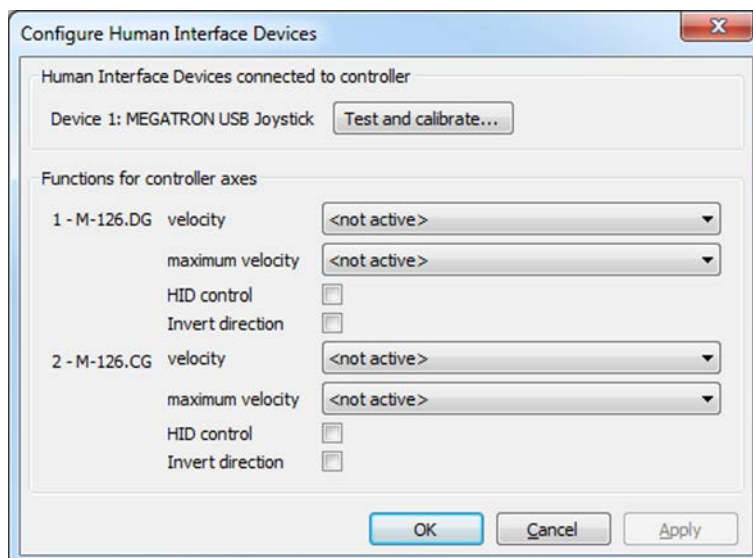 Configure Human Interface Devices
Human Interface Devices connected to controller
Device 1: MEGATRON USB Joystick Test and calibrate...
Functions for controller axes
1 - M-126.DG velocity <not active>
maximum velocity <not active>
HID control
Invert direction
2 - M-126.CG velocity <not active>
maximum velocity <not active>
HID control
Invert direction
OK Cancel Apply